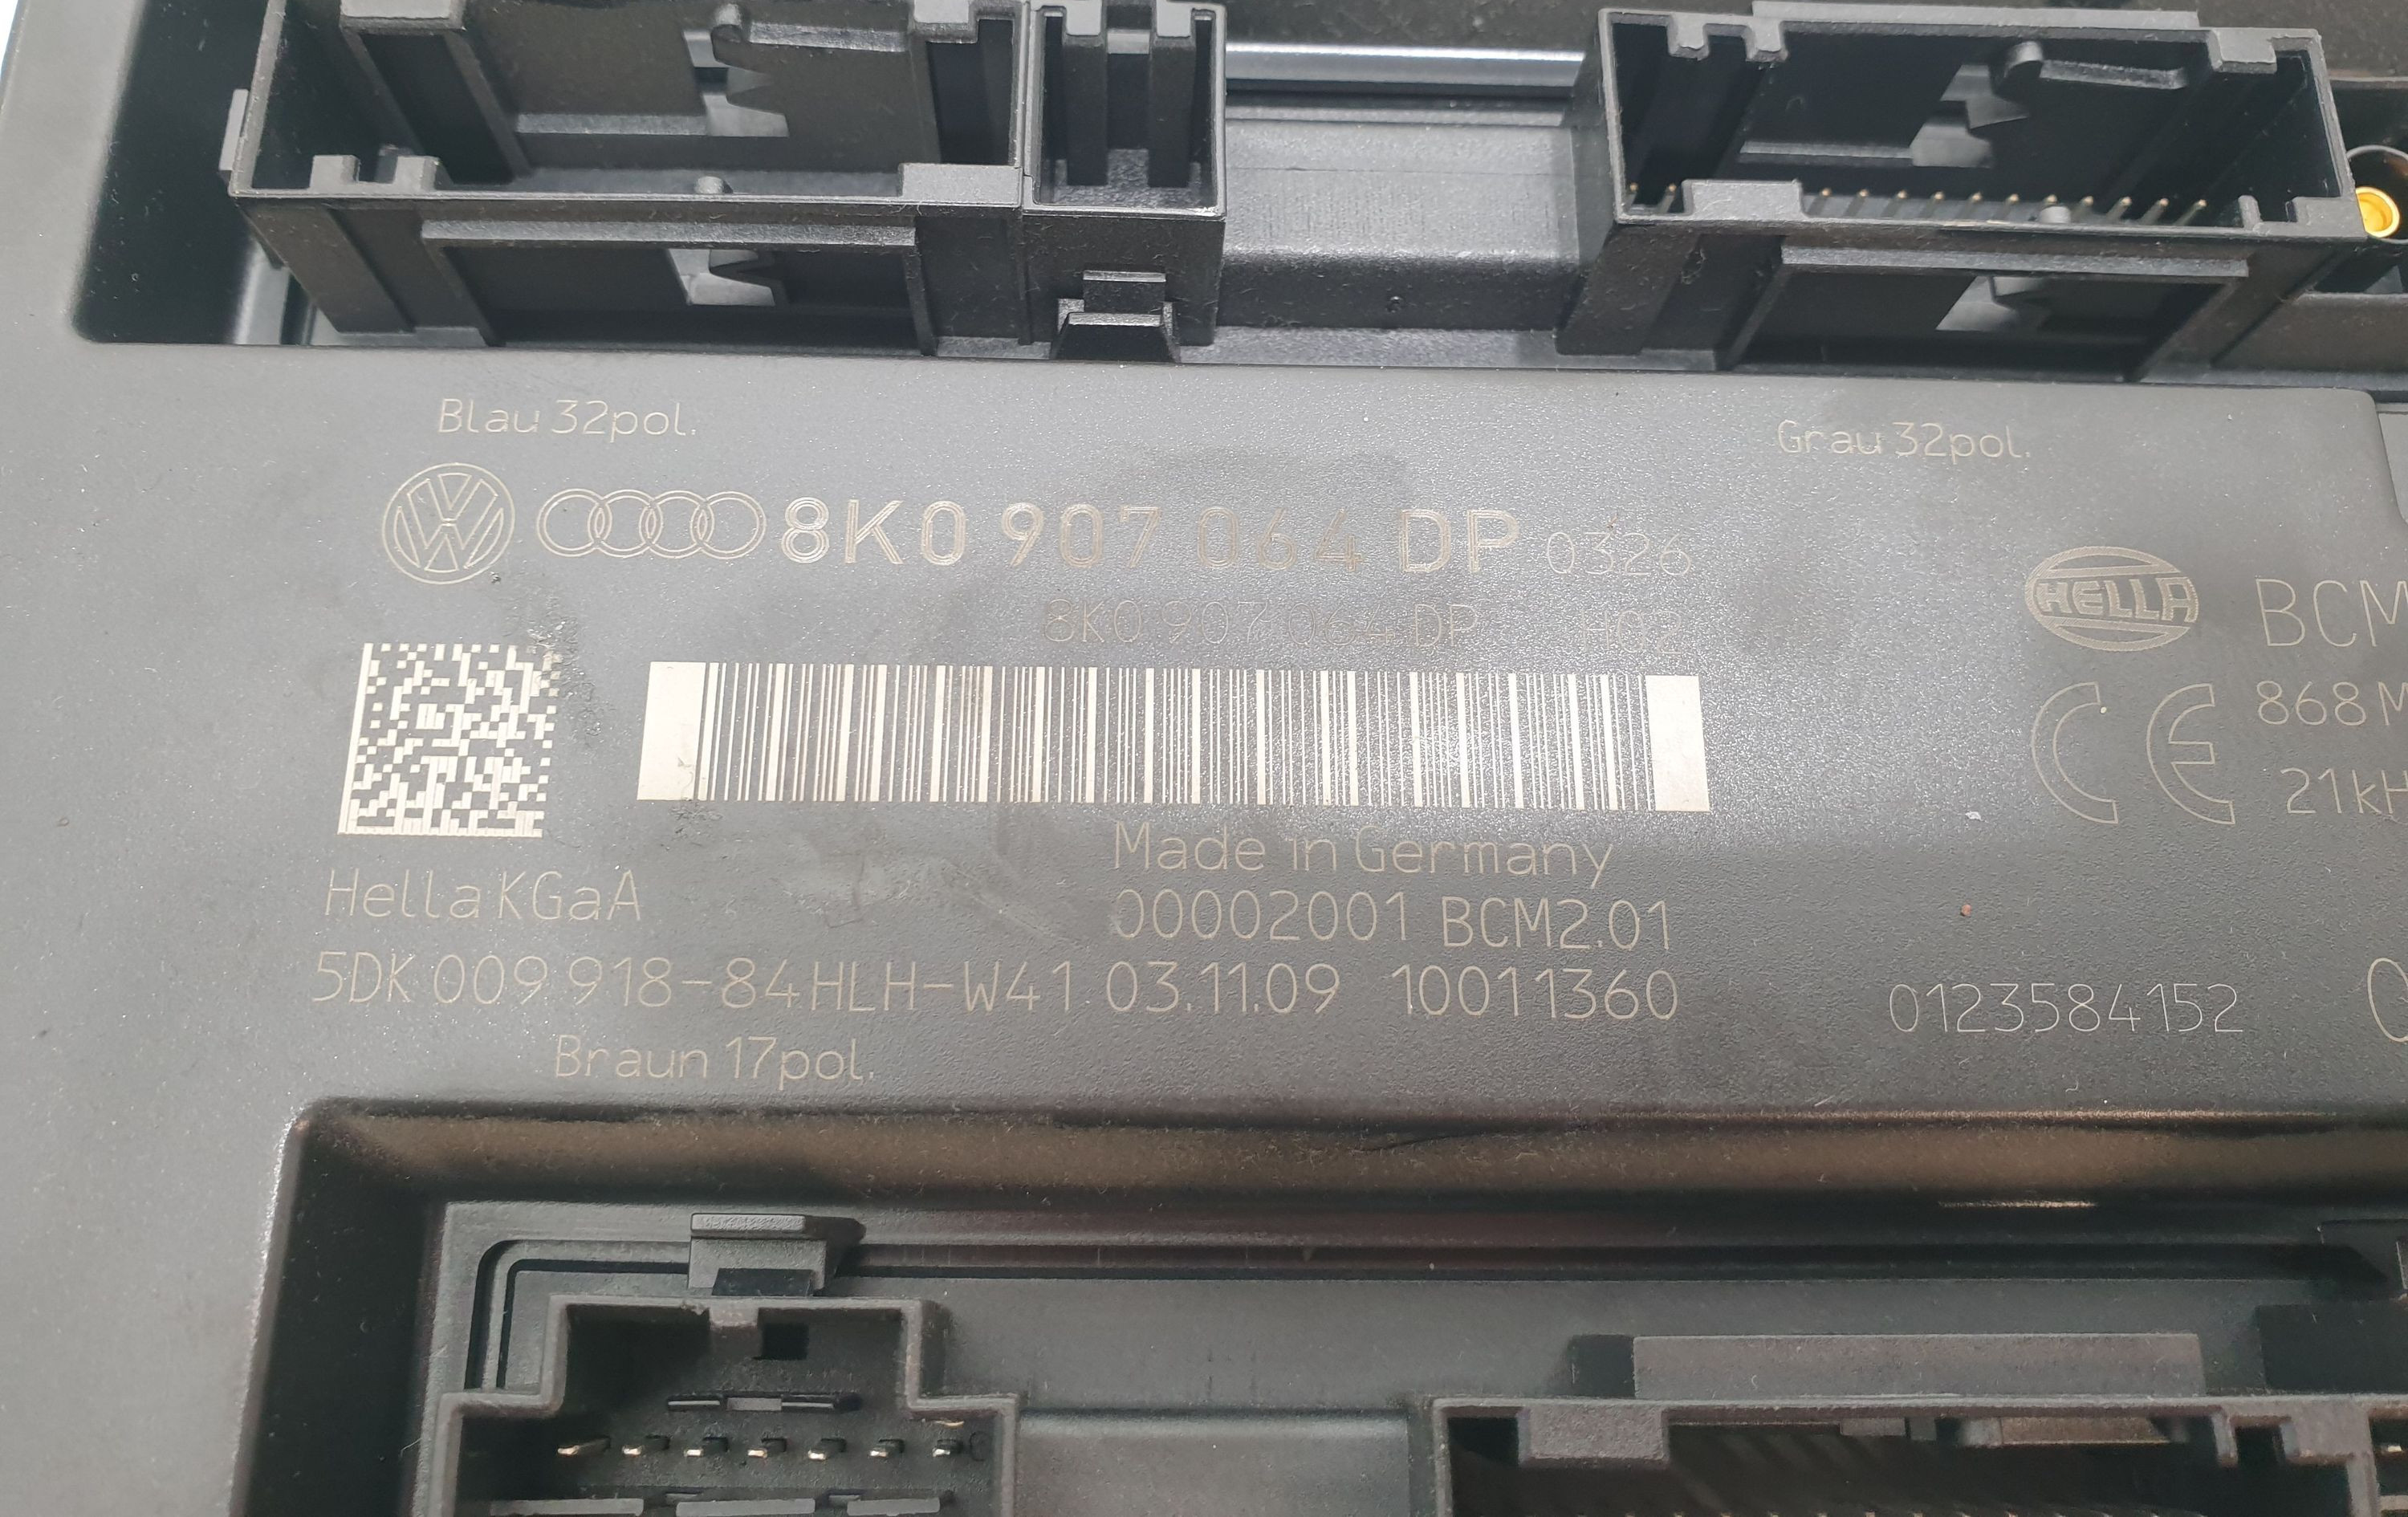 Blau 32pol.
Grau 32pol.
8K0 907 064 DP 0326
8K0 907 064 DP H02
HELLA
BCM
868 M
21kH
Made in Germany
Hella KGaA
00002001 BCM2.01
5DK 009 918-84 HLH-W41 03.11.09 10011360
0123584152
Braun 17pol.